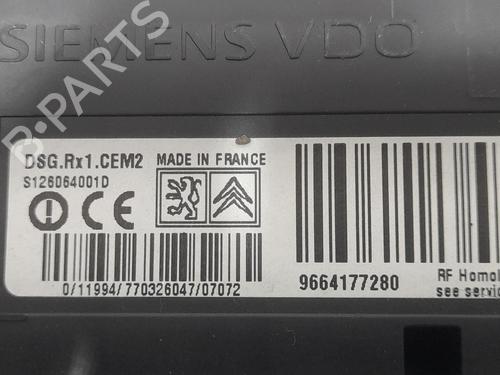 SIEMENS VDO
B-PARTS
DSG.Rx1.CEM2
MADE IN FRANCE
S126064001D
CE
0/11994/770326047/07072
9664177280
RF Homol
see servic